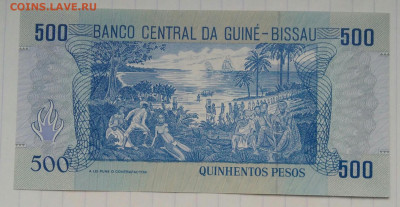 COINS.LAVE.RU
500 BANCO CENTRAL DA GUINÉ-BISSAU 500
500 QUINHENTOS PESOS 500